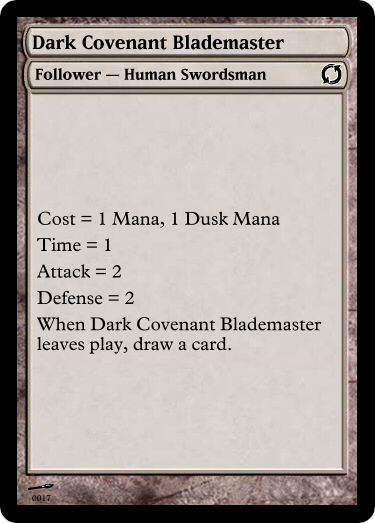 Dark Covenant Blademaster
Follower — Human Swordsman
Cost = 1 Mana, 1 Dusk Mana
Time = 1
Attack = 2
Defense = 2
When Dark Covenant Blademaster
leaves play, draw a card.
0017